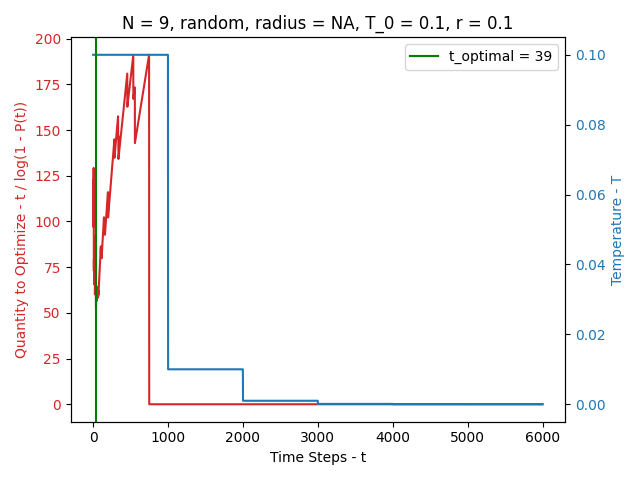 N = 9, random, radius = NA, T_0 = 0.1, r = 0.1
t_optimal = 39
Quantity to Optimize - t / log(1 - P(t))
200
175
150
125
100
75
50
25
0
0.10
0.08
0.06
0.04
0.02
0.00
Temperature - T
0 1000 2000 3000 4000 5000 6000
Time Steps - t